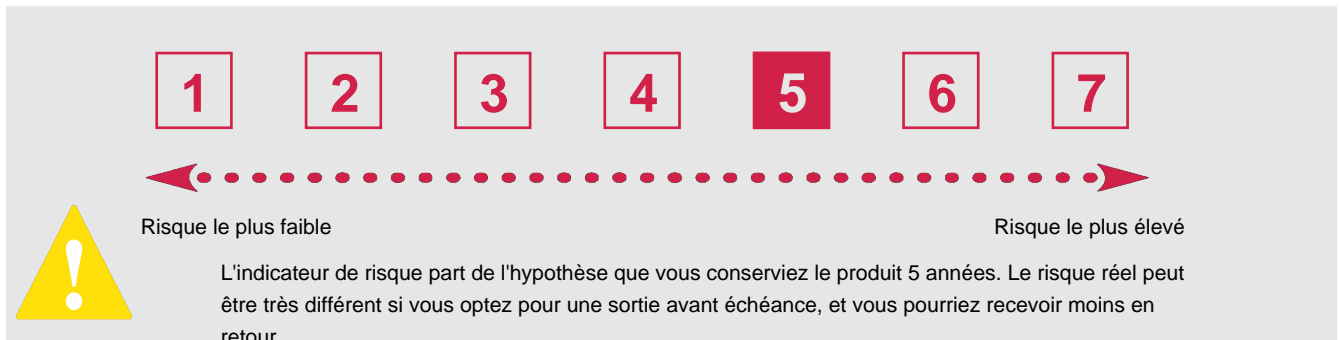 1 2 3 4 5 6 7
Risque le plus faible Risque le plus élevé
L'indicateur de risque part de l'hypothèse que vous conserviez le produit 5 années. Le risque réel peut
être très différent si vous optez pour une sortie avant échéance, et vous pourriez recevoir moins en
retour